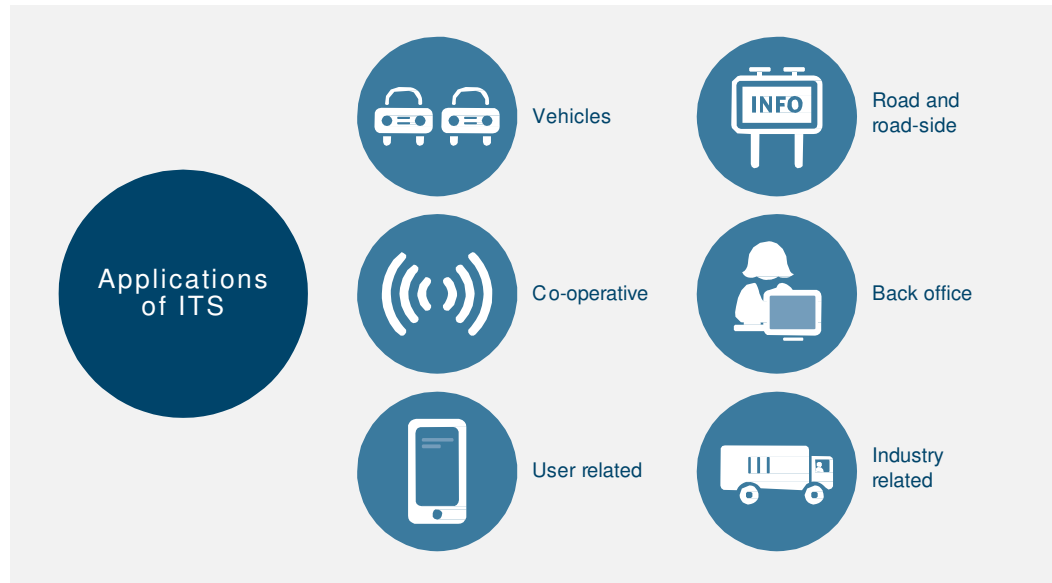 Applications
of ITS
Vehicles
INFO
Road and
road-side
Co-operative
Back office
User related
Industry
related